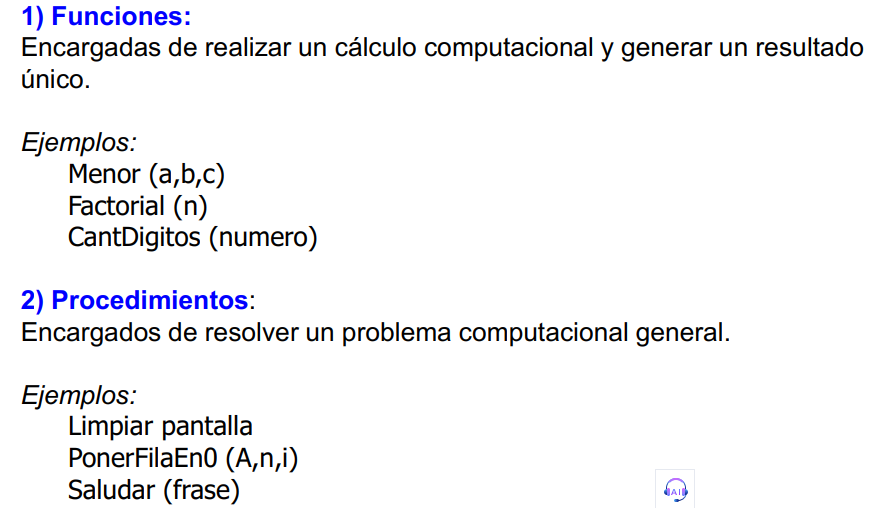 1) Funciones:
Encargadas de realizar un cálculo computacional y generar un resultado
único.
Ejemplos:
Menor (a,b,c)
Factorial (n)
CantDigitos (numero)
2) Procedimientos:
Encargados de resolver un problema computacional general.
Ejemplos:
Limpiar pantalla
PonerFilaEn0 (A,n,i)
Saludar (frase)
AI